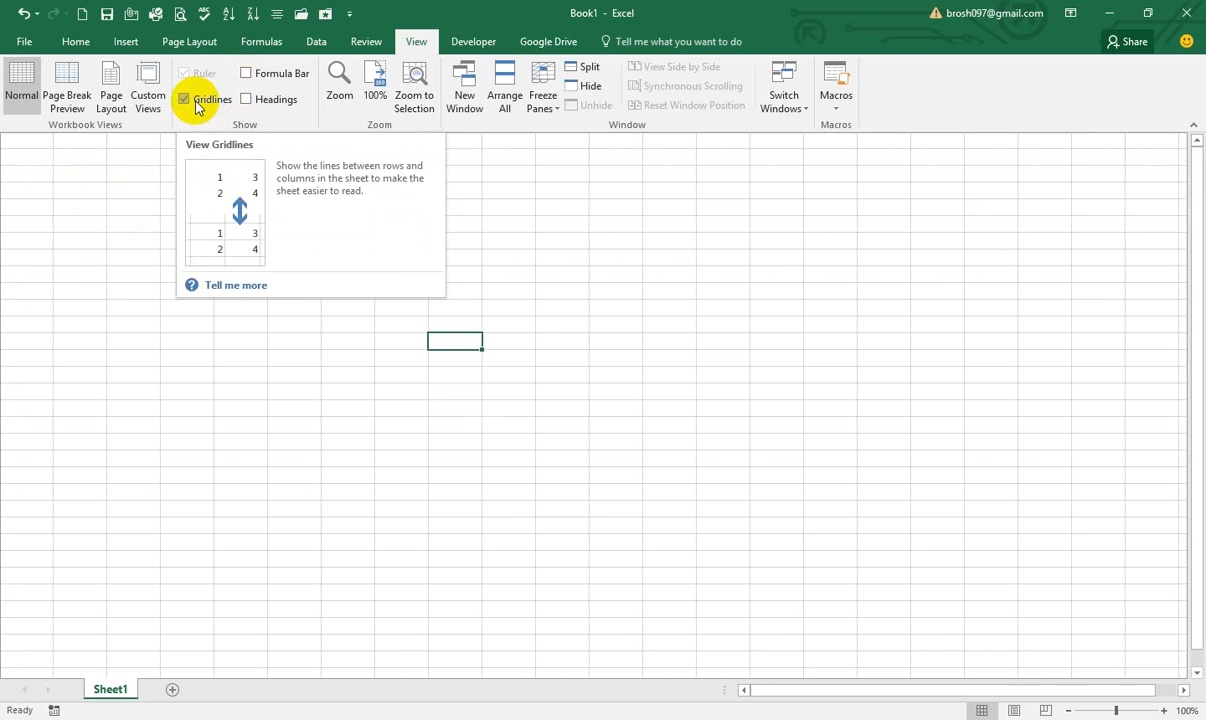 Book1 - Excel
brosh097@gmail.com
File Home Insert Page Layout Formulas Data Review View Developer Google Drive Tell me what you want to do Share
Normal
Page Break Preview
Page Layout
Custom Views
Workbook Views
Ruler
Formula Bar
Gridlines
Headings
Show
Zoom
100%
Zoom to Selection
Zoom
New Window
Arrange All
Freeze Panes
Split
Hide
Unhide
View Side by Side
Synchronous Scrolling
Reset Window Position
Switch Windows
Window
Macros
Macros
View Gridlines
1 3
2 4
1 3
2 4
Show the lines between rows and
columns in the sheet to make the
sheet easier to read.
? Tell me more
Sheet1
Ready
100%